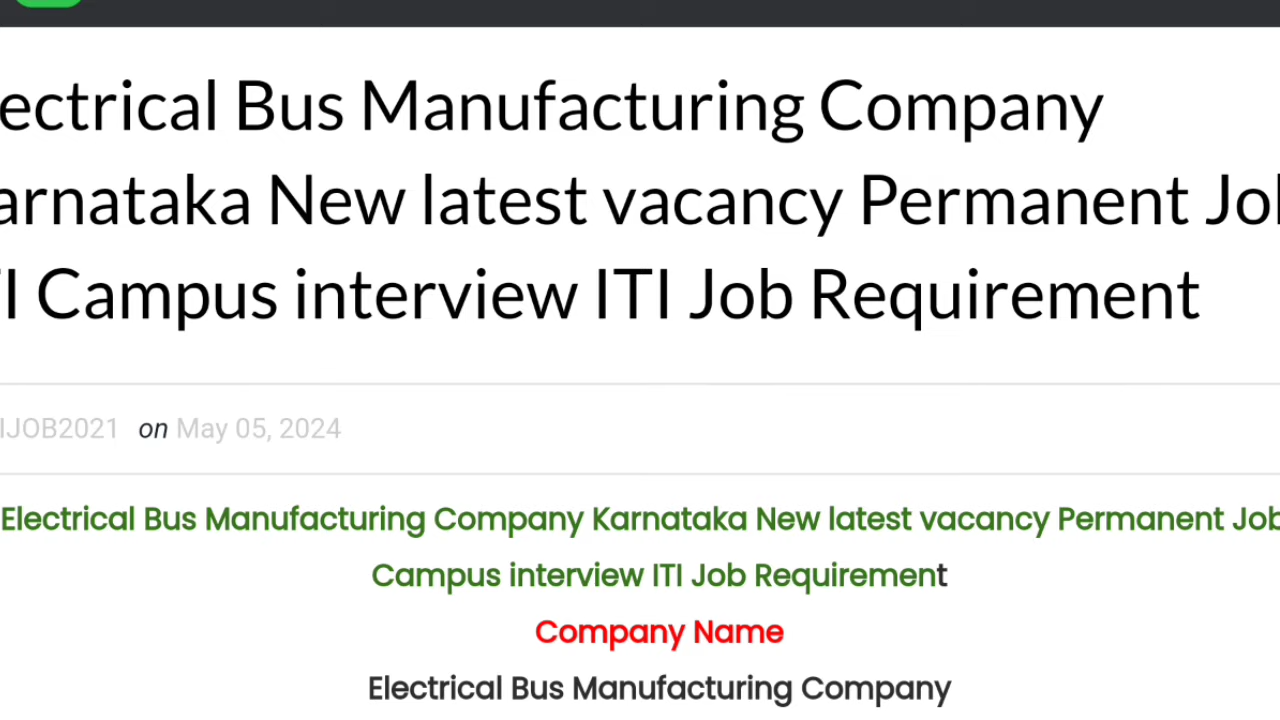 ectrical Bus Manufacturing Company
arnataka New latest vacancy Permanent Jo
I Campus interview ITI Job Requirement
IJOB2021 on May 05, 2024
Electrical Bus Manufacturing Company Karnataka New latest vacancy Permanent Job
Campus interview ITI Job Requirement
Company Name
Electrical Bus Manufacturing Company